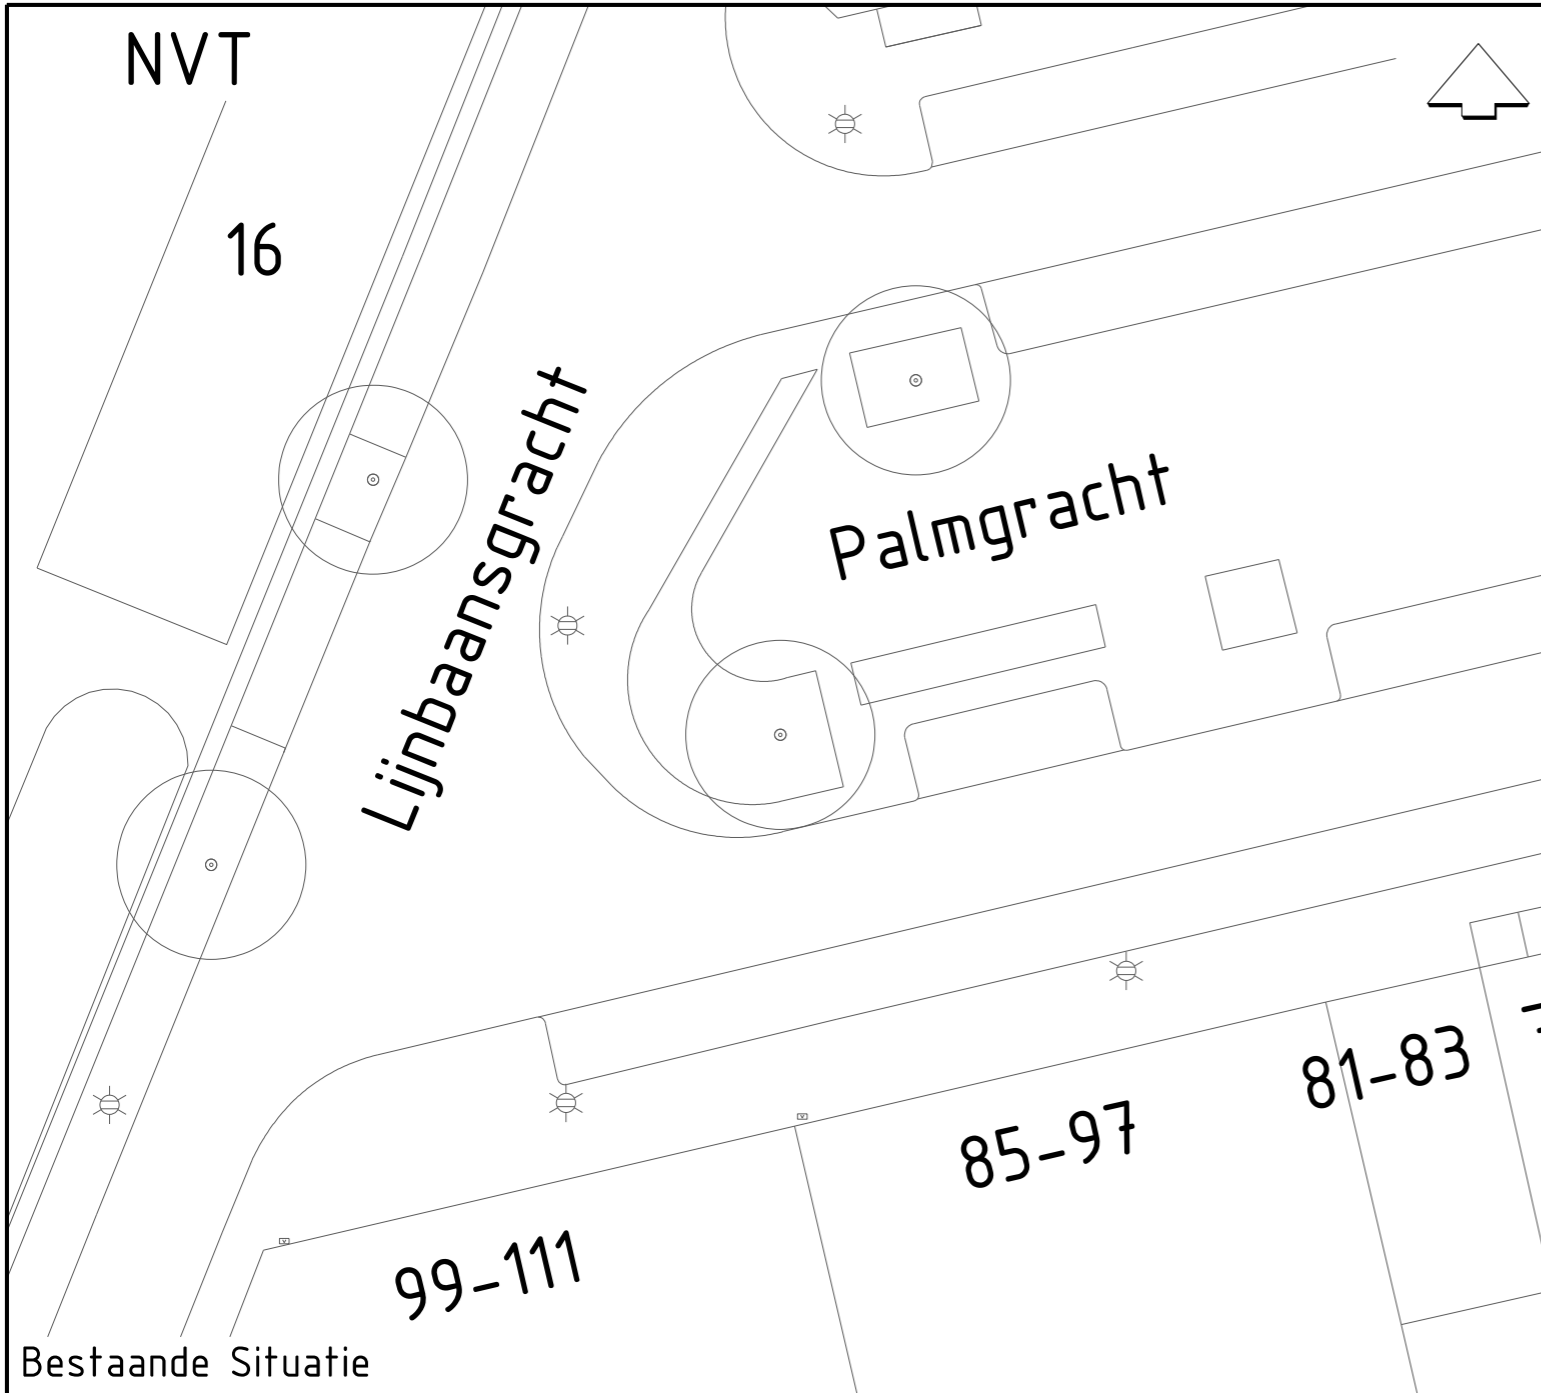 NVT
16
Lijnbaansgracht
Palmgracht
81-83
85-97
99-111
Bestaande Situatie